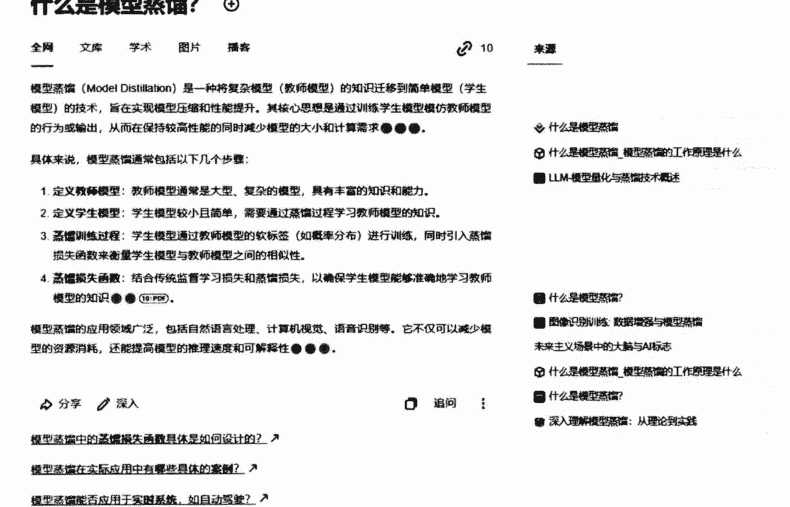 什么是模型蒸馏？
全网 文库 学术 图片 播客 10
模型蒸馏（Model Distillation）是一种将复杂模型（教师模型）的知识迁移到简单模型（学生
模型）的技术，旨在实现模型压缩和性能提升。其核心思想是通过训练学生模型模仿教师模型
的行为或输出，从而在保持较高性能的同时减少模型的大小和计算需求。
具体来说，模型蒸馏通常包括以下几个步骤：
1. 定义教师模型：教师模型通常是大型、复杂的模型，具有丰富的知识和能力。
2. 定义学生模型：学生模型较小且简单，需要通过蒸馏过程学习教师模型的知识。
3. 蒸馏训练过程：学生模型通过教师模型的软标签（如概率分布）进行训练，同时引入蒸馏
损失函数来衡量学生模型与教师模型之间的相似性。
4. 蒸馏损失函数：结合传统监督学习损失和蒸馏损失，以确保学生模型能够准确地学习教师
模型的知识 10·PDF 。
模型蒸馏的应用领域广泛，包括自然语言处理、计算机视觉、语音识别等。它不仅可以减少模
型的资源消耗，还能提高模型的推理速度和可解释性。
分享 深入 追问
模型蒸馏中的蒸馏损失函数具体是如何设计的？
模型蒸馏在实际应用中有哪些具体的案例？
模型蒸馏能否应用于实时系统，如自动驾驶？
来源
什么是模型蒸馏
什么是模型蒸馏_模型蒸馏的工作原理是什么
LLM-模型量化与蒸馏技术概述
什么是模型蒸馏?
图像识别训练: 数据增强与模型蒸馏
未来主义场景中的大脑与AI标志
什么是模型蒸馏_模型蒸馏的工作原理是什么
什么是模型蒸馏?
深入理解模型蒸馏：从理论到实践